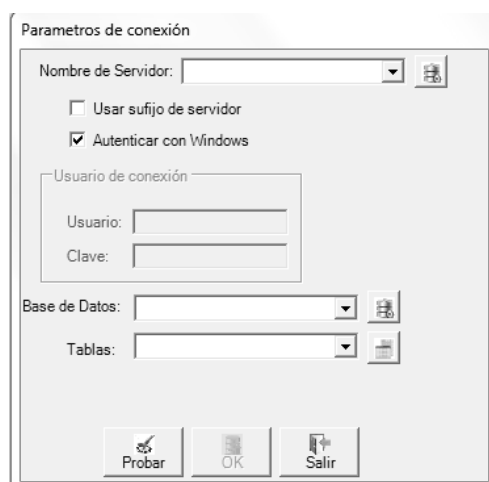 Parametros de conexión
Nombre de Servidor:
Usar sufijo de servidor
Autenticar con Windows
Usuario de conexión
Usuario:
Clave:
Base de Datos:
Tablas:
Probar
OK
Salir